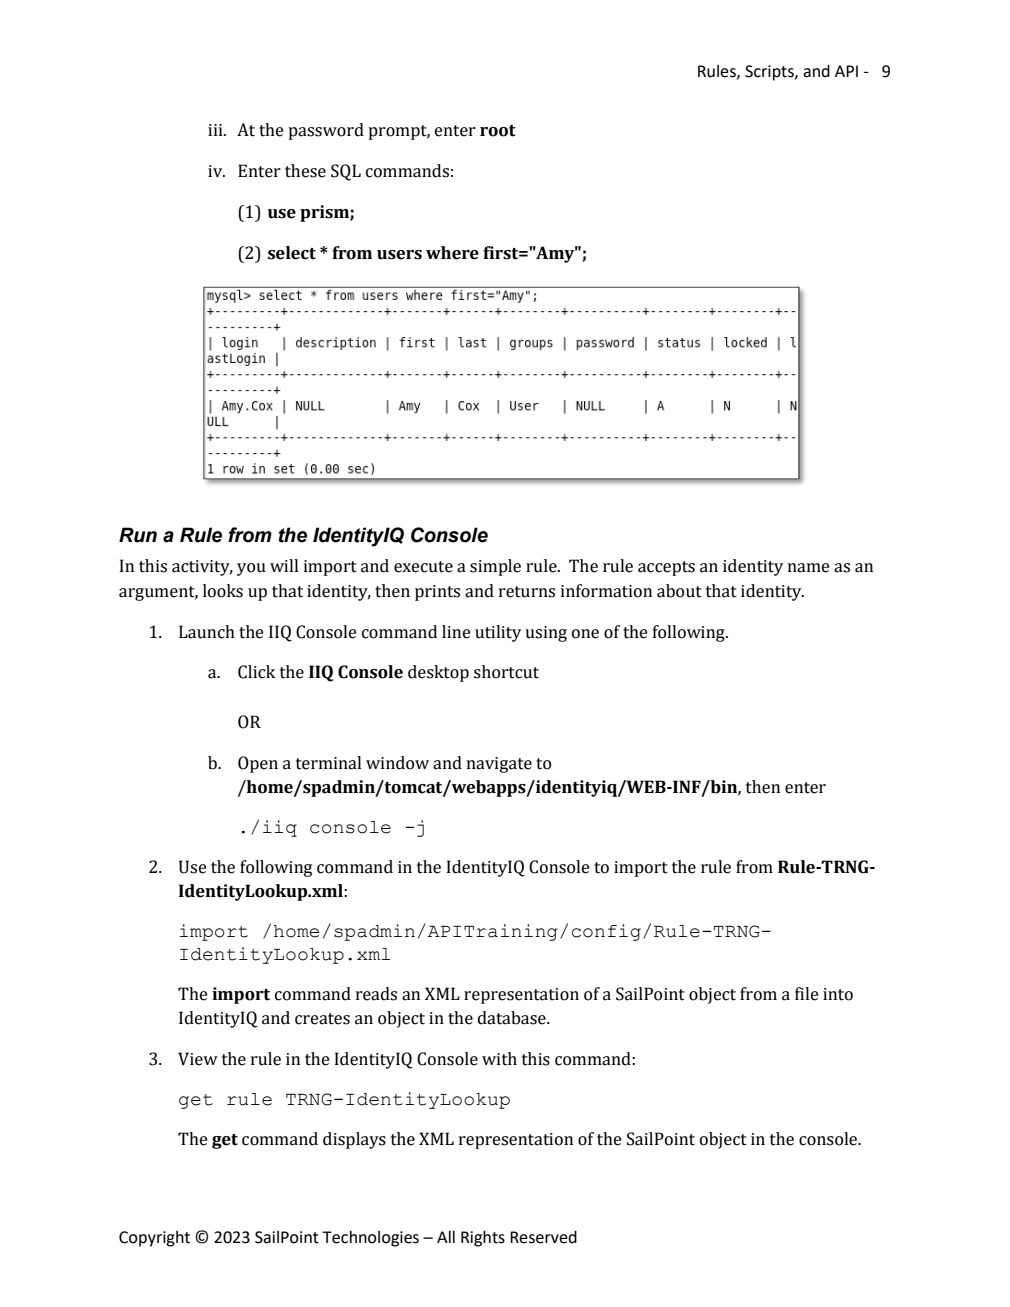 Rules, Scripts, and API - 9
iii. At the password prompt, enter root
iv. Enter these SQL commands:
(1) use prism;
(2) select * from users where first="Amy";
mysql> select * from users where first="Amy";
+---------+-------------+-------+------+--------+----------+--------+--------+--
---------+
| login   | description | first | last | groups | password | status | locked | l
astLogin |
+---------+-------------+-------+------+--------+----------+--------+--------+--
---------+
| Amy.Cox | NULL        | Amy   | Cox  | User   | NULL     | A      | N      | N
ULL      |
+---------+-------------+-------+------+--------+----------+--------+--------+--
---------+
1 row in set (0.00 sec)
Run a Rule from the IdentityIQ Console
In this activity, you will import and execute a simple rule.  The rule accepts an identity name as an
argument, looks up that identity, then prints and returns information about that identity.
1. Launch the IIQ Console command line utility using one of the following.
a. Click the IIQ Console desktop shortcut
OR
b. Open a terminal window and navigate to
/home/spadmin/tomcat/webapps/identityiq/WEB-INF/bin, then enter
./iiq console -j
2. Use the following command in the IdentityIQ Console to import the rule from Rule-TRNG-
IdentityLookup.xml:
import /home/spadmin/APITraining/config/Rule-TRNG-
IdentityLookup.xml
The import command reads an XML representation of a SailPoint object from a file into
IdentityIQ and creates an object in the database.
3. View the rule in the IdentityIQ Console with this command:
get rule TRNG-IdentityLookup
The get command displays the XML representation of the SailPoint object in the console.
Copyright © 2023 SailPoint Technologies – All Rights Reserved